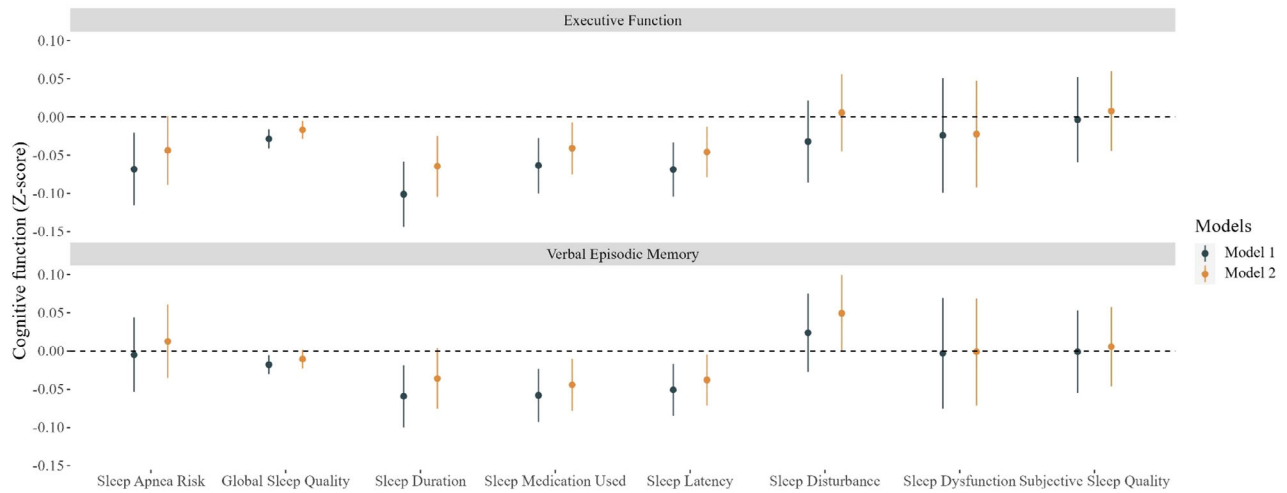 Executive Function
0.10
0.05
0.00
-0.05
-0.10
-0.15
Verbal Episodic Memory
0.10
0.05
0.00
-0.05
-0.10
-0.15
Cognitive function (Z-score)
Sleep Apnea Risk Global Sleep Quality Sleep Duration Sleep Medication Used Sleep Latency Sleep Disturbance Sleep Dysfunction Subjective Sleep Quality
Models
Model 1
Model 2